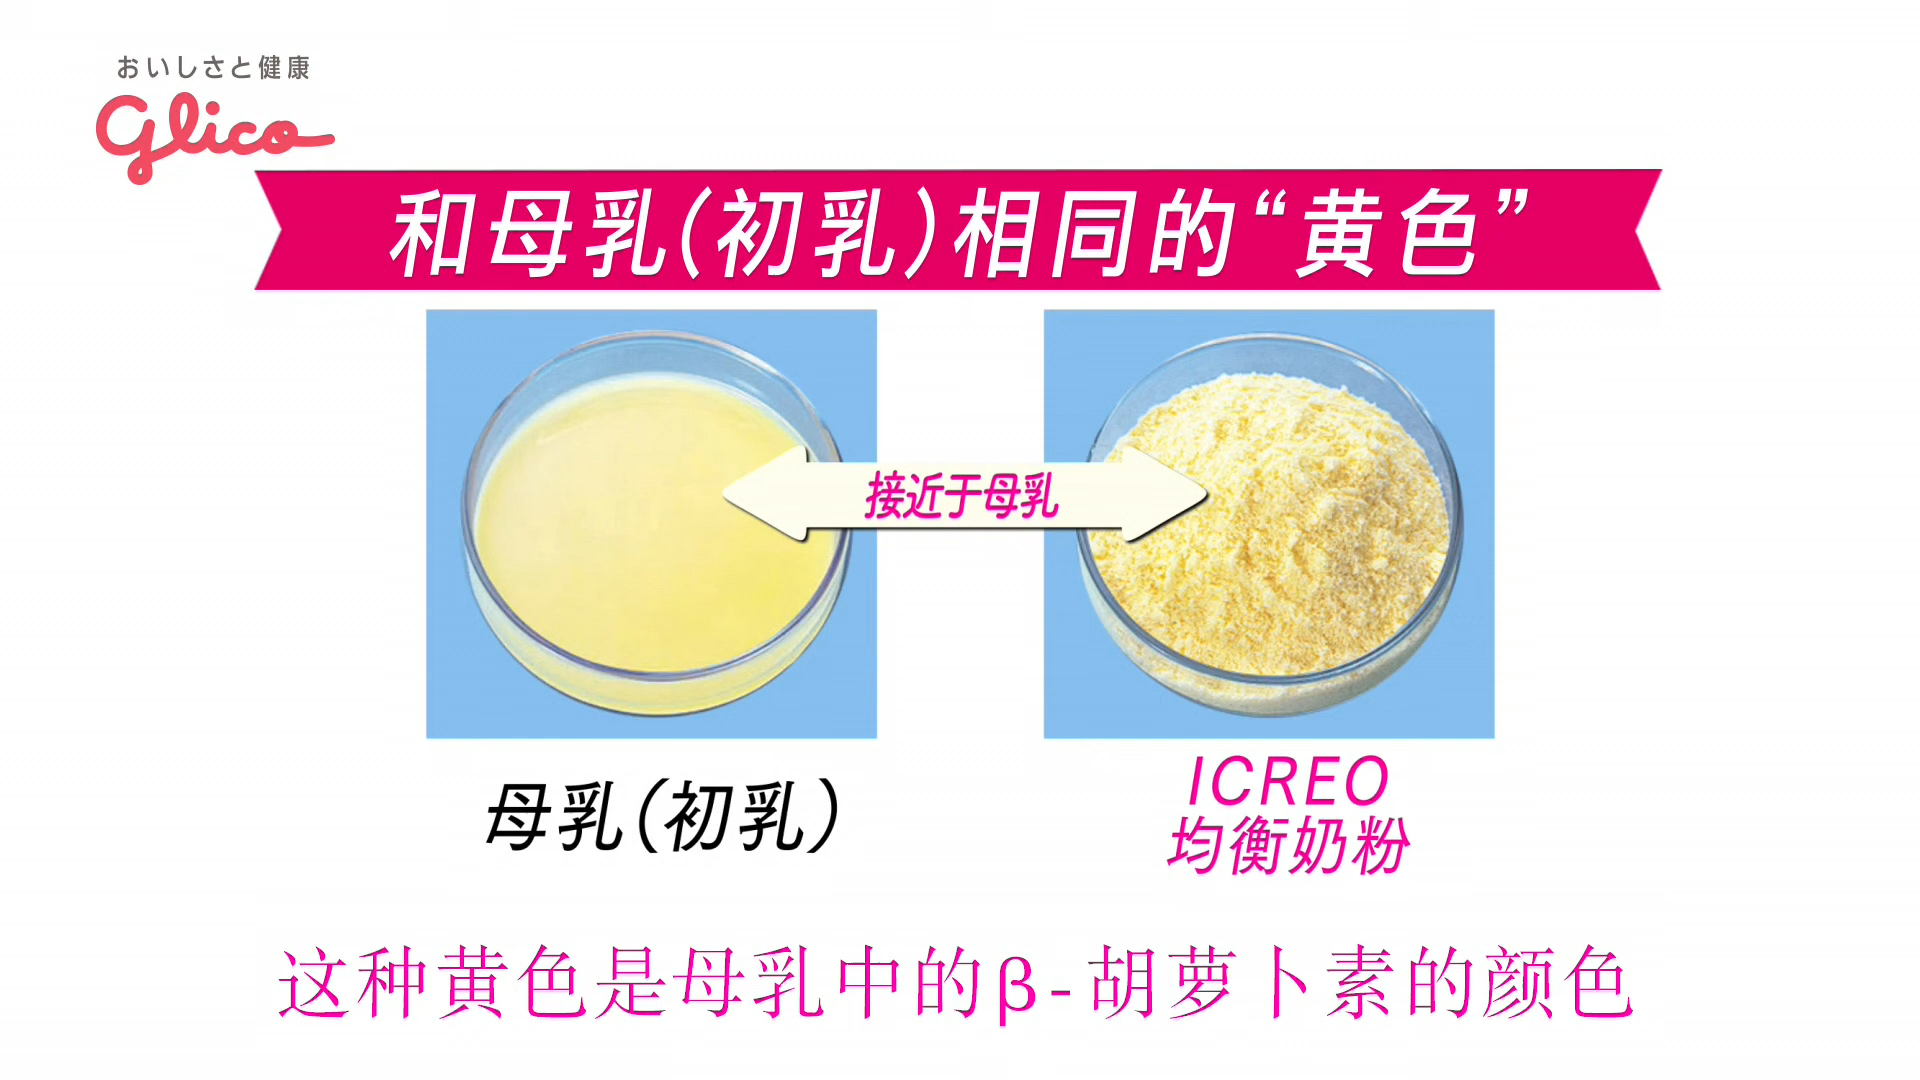 おいしさと健康
glico
和母乳(初乳)相同的“黄色”
接近于母乳
母乳(初乳)
ICREO
均衡奶粉
这种黄色是母乳中的β-胡萝卜素的颜色